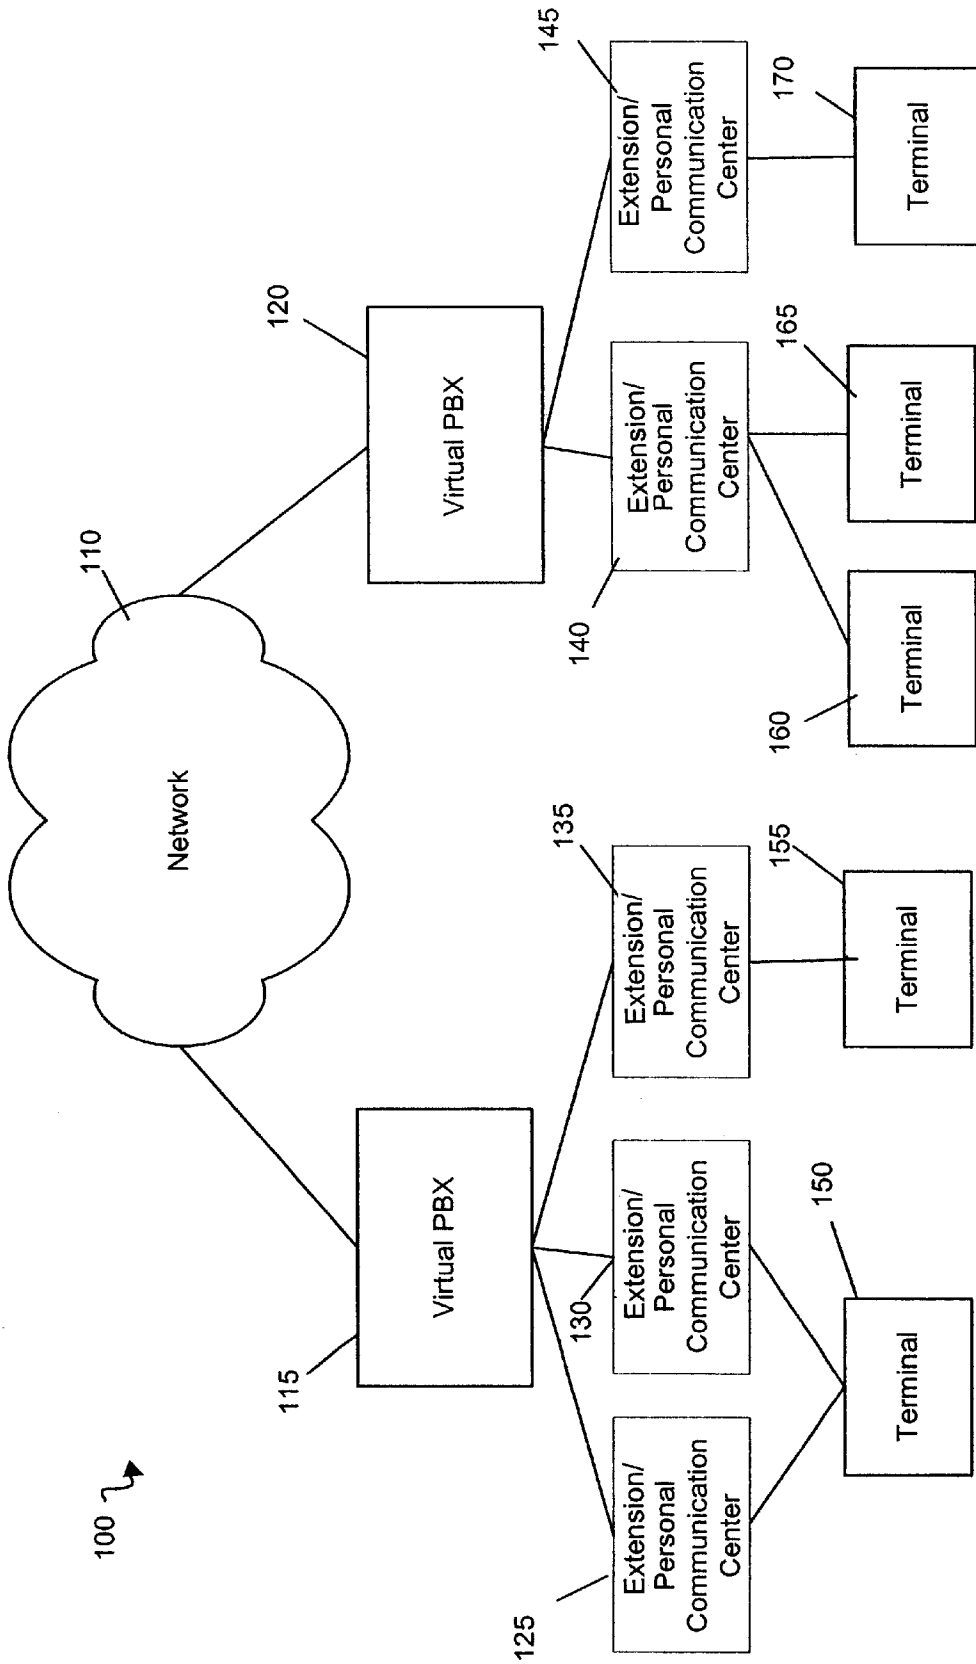 100
110
Network
115
Virtual PBX
120
Virtual PBX
125
Extension/
Personal
Communication
Center
130
Extension/
Personal
Communication
Center
135
Extension/
Personal
Communication
Center
140
Extension/
Personal
Communication
Center
145
Extension/
Personal
Communication
Center
150
Terminal
155
Terminal
160
Terminal
165
Terminal
170
Terminal